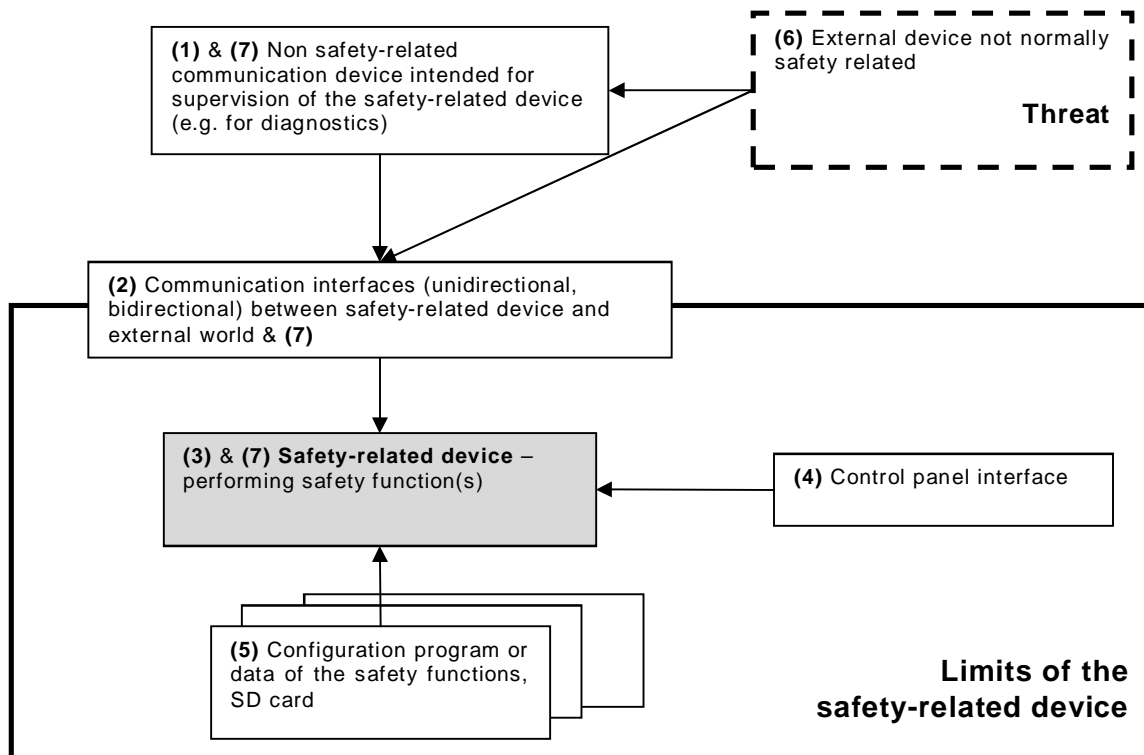 (1) & (7) Non safety-related
communication device intended for
supervision of the safety-related device
(e.g. for diagnostics)
(6) External device not normally
safety related
Threat
(2) Communication interfaces (unidirectional,
bidirectional) between safety-related device and
external world & (7)
(3) & (7) Safety-related device –
performing safety function(s)
(4) Control panel interface
(5) Configuration program or
data of the safety functions,
SD card
Limits of the
safety-related device